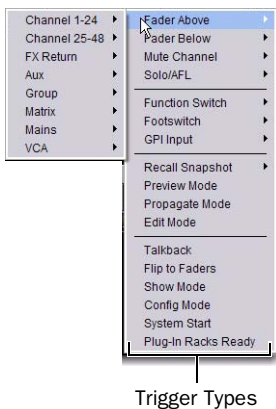 Channel 1-24
Channel 25-48
FX Return
Aux
Group
Matrix
Mains
VCA
Fader Above
Fader Below
Mute Channel
Solo/AFL
Function Switch
Footswitch
GPI Input
Recall Snapshot
Preview Mode
Propagate Mode
Edit Mode
Talkback
Flip to Faders
Show Mode
Config Mode
System Start
Plug-In Racks Ready
Trigger Types